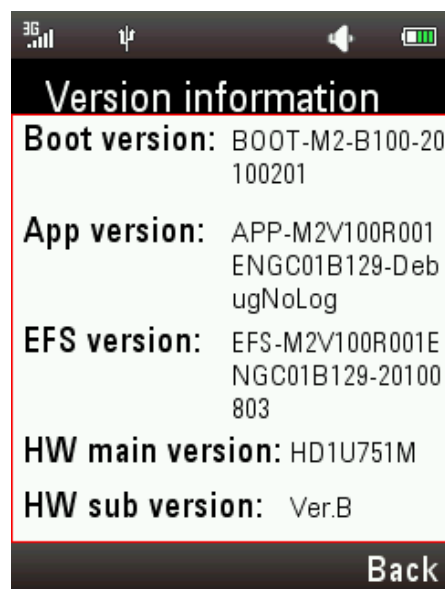 3G
Version information
Boot version: BOOT-M2-B100-20
100201
App version: APP-M2V100R001
ENGC01B129-Deb
ugNoLog
EFS version: EFS-M2V100R001E
NGC01B129-20100
803
HW main version: HD1U751M
HW sub version: Ver.B
Back